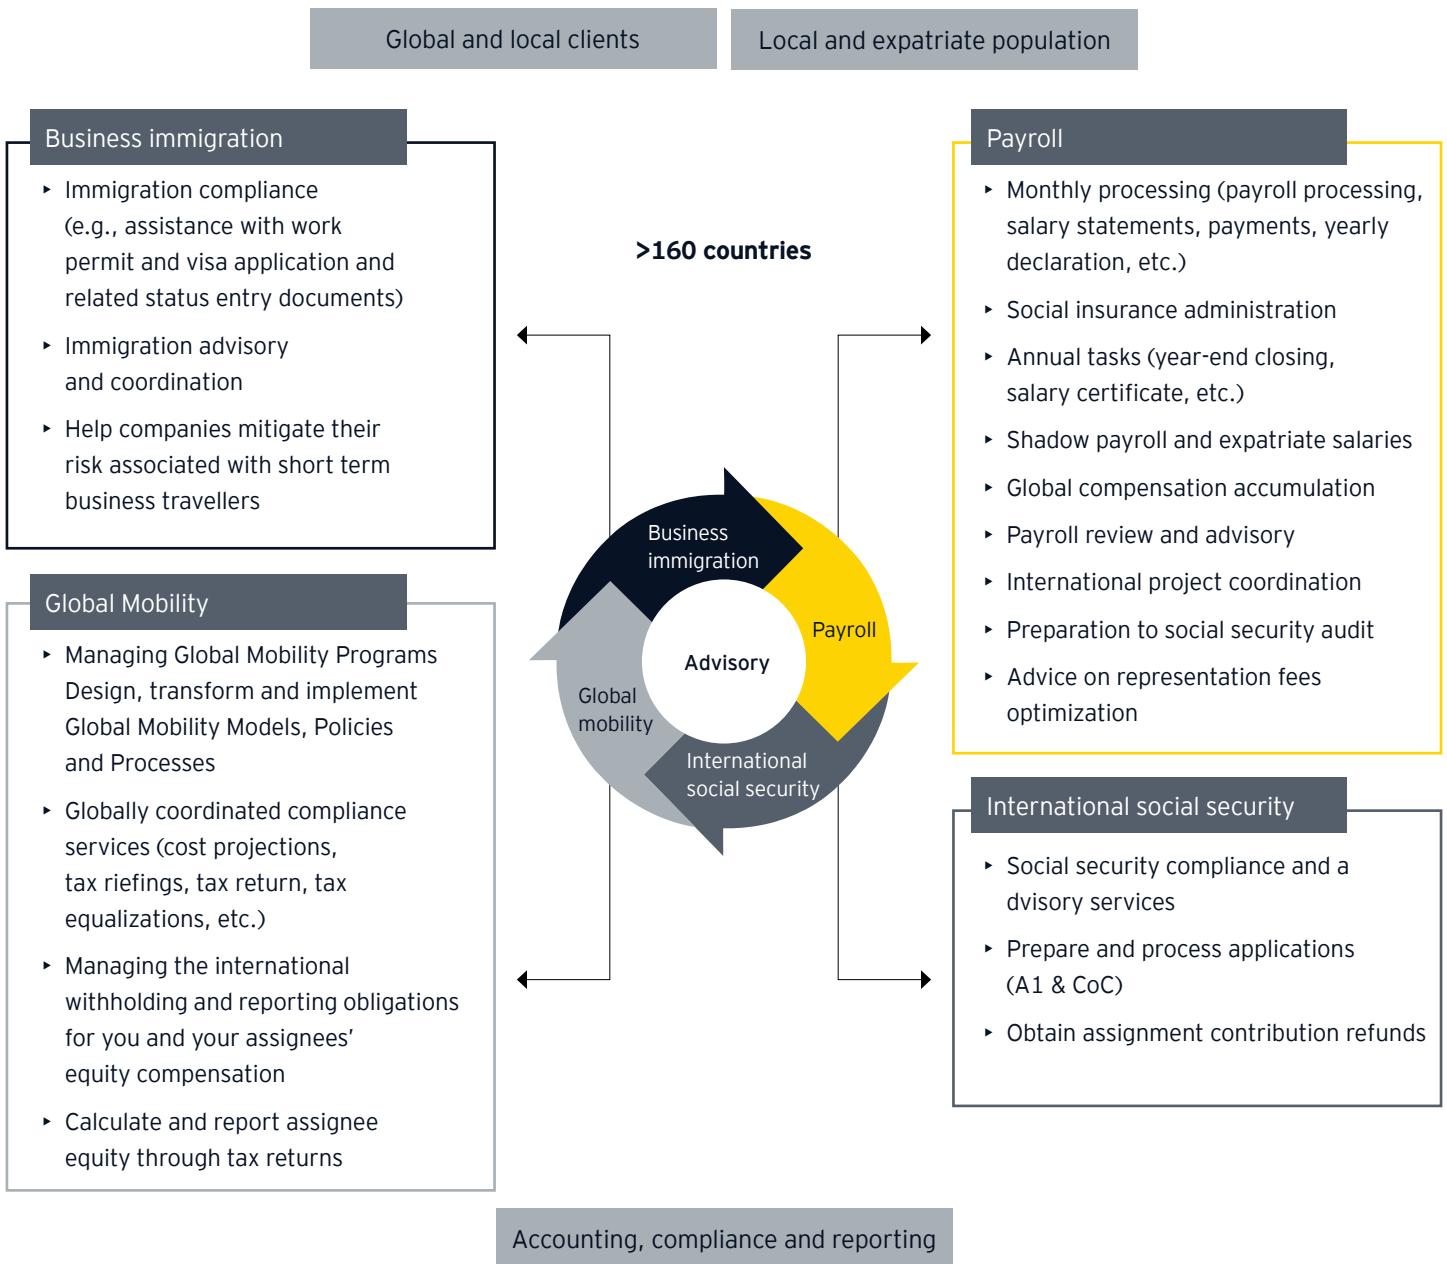 Global and local clients
Local and expatriate population
Business immigration
‣ Immigration compliance
(e.g., assistance with work
permit and visa application and
related status entry documents)
‣ Immigration advisory
and coordination
‣ Help companies mitigate their
risk associated with short term
business travellers
Global Mobility
‣ Managing Global Mobility Programs
Design, transform and implement
Global Mobility Models, Policies
and Processes
‣ Globally coordinated compliance
services (cost projections,
tax riefings, tax return, tax
equalizations, etc.)
‣ Managing the international
withholding and reporting obligations
for you and your assignees’
equity compensation
‣ Calculate and report assignee
equity through tax returns
>160 countries
Business
immigration
Payroll
Advisory
Global
mobility
International
social security
Payroll
‣ Monthly processing (payroll processing,
salary statements, payments, yearly
declaration, etc.)
‣ Social insurance administration
‣ Annual tasks (year-end closing,
salary certificate, etc.)
‣ Shadow payroll and expatriate salaries
‣ Global compensation accumulation
‣ Payroll review and advisory
‣ International project coordination
‣ Preparation to social security audit
‣ Advice on representation fees
optimization
International social security
‣ Social security compliance and a
dvisory services
‣ Prepare and process applications
(A1 & CoC)
‣ Obtain assignment contribution refunds
Accounting, compliance and reporting